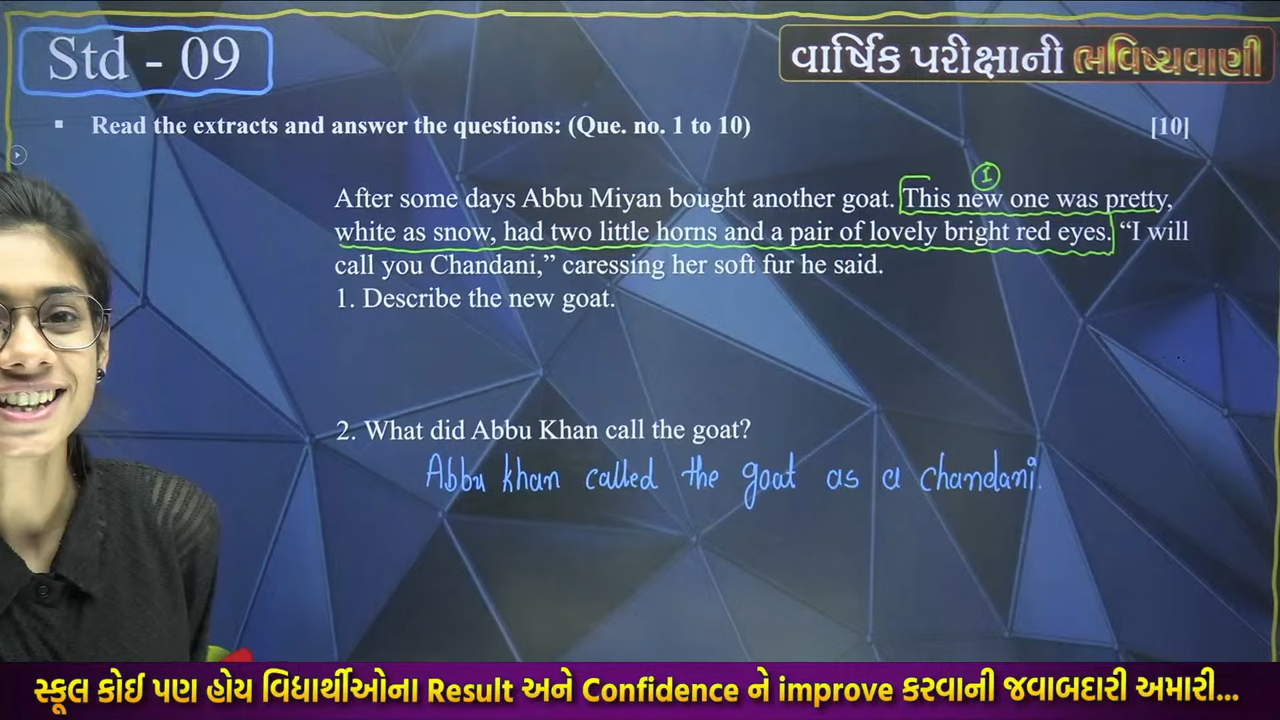 Std - 09
વાર્ષિક પરીક્ષાની ભવિષ્યવાણી
▪ Read the extracts and answer the questions: (Que. no. 1 to 10) [10]
1
After some days Abbu Miyan bought another goat. This new one was pretty,
white as snow, had two little horns and a pair of lovely bright red eyes. “I will
call you Chandani,” caressing her soft fur he said.
1. Describe the new goat.
2. What did Abbu Khan call the goat?
Abbu khan called the goat as a chandani.
સ્કૂલ કોઈ પણ હોય વિદ્યાર્થીઓના Result અને Confidence ને improve કરવાની જવાબદારી અમારી...